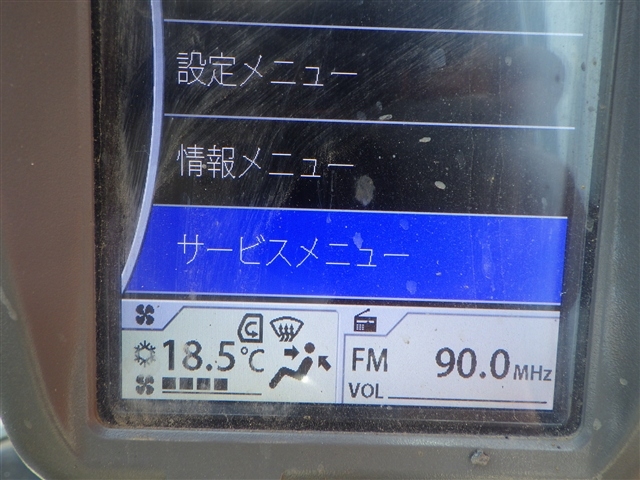 設定メニュー
情報メニュー
サービスメニュー
18.5℃
FM 90.0MHz
VOL